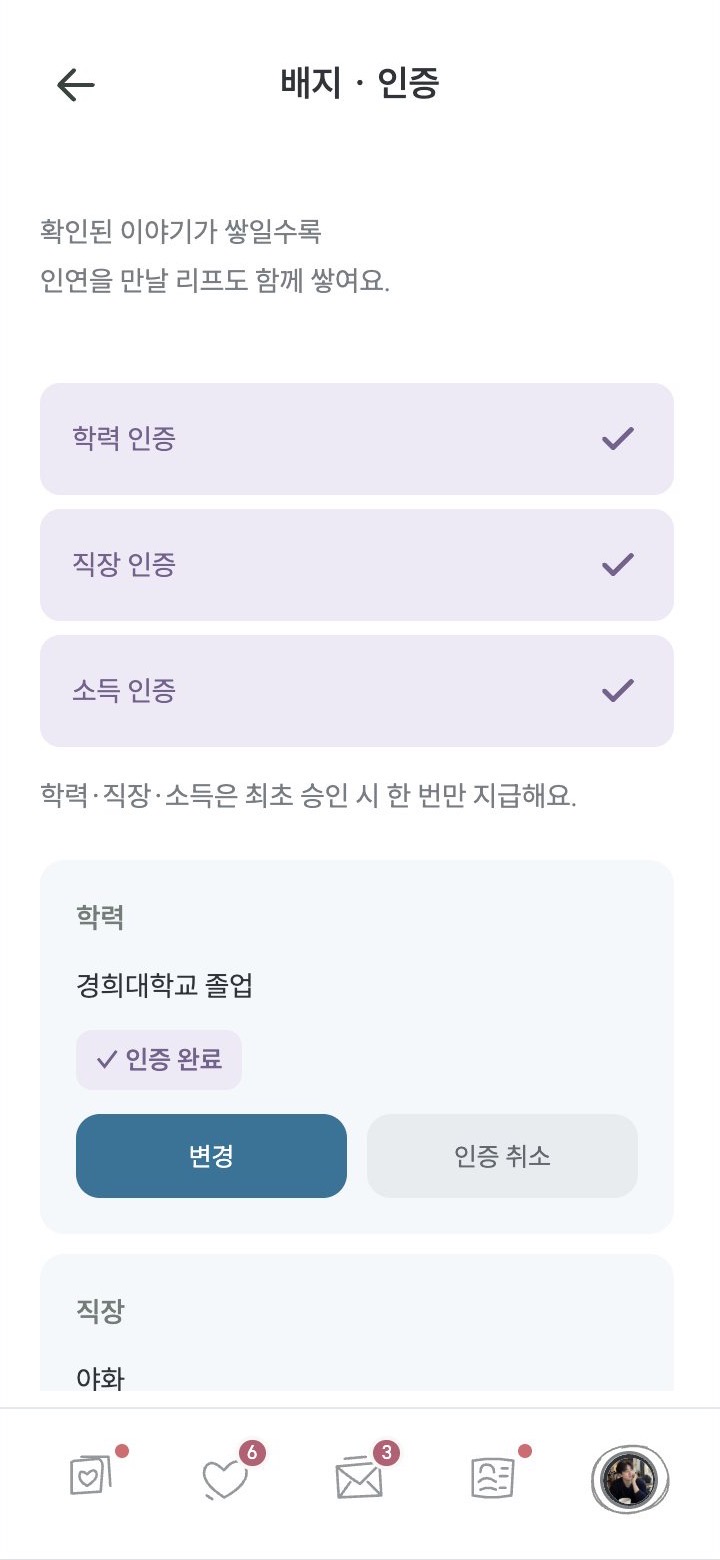 배지 · 인증
확인된 이야기가 쌓일수록
인연을 만날 리프도 함께 쌓여요.
학력 인증
직장 인증
소득 인증
학력·직장·소득은 최초 승인 시 한 번만 지급해요.
학력
경희대학교 졸업
인증 완료
변경
인증 취소
직장
야화
6
3